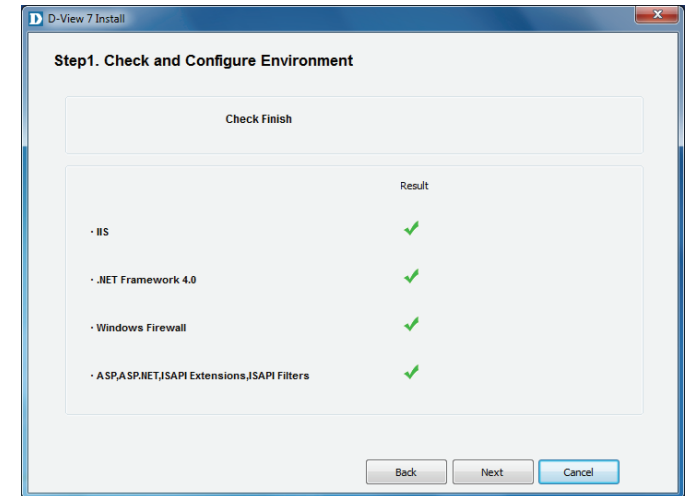 D-View 7 Install
Step1. Check and Configure Environment
Check Finish
Result
· IIS
· .NET Framework 4.0
· Windows Firewall
· ASP,ASP.NET,ISAPI Extensions,ISAPI Filters
Back Next Cancel